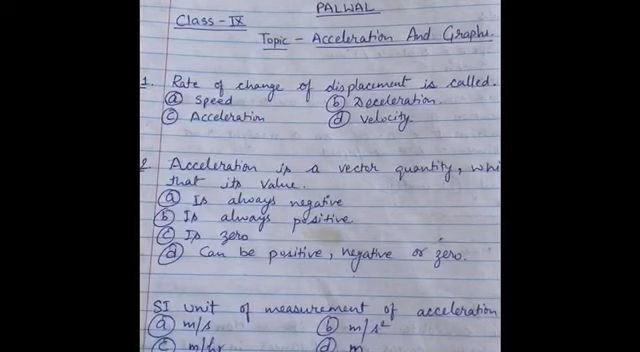 PALWAL
Class - IX
Topic - Acceleration And Graphs.
1. Rate of change of displacement is called.
(a) Speed (b) Deceleration.
(c) Acceleration (d) Velocity
2. Acceleration is a vector quantity, whi
that its value.
(a) Is always negative
(b) Is always positive
(c) Is zero
(d) Can be positive, negative or zero.
SI unit of measurement of acceleration
(a) m/s (b) m/s²
(c) m/hr (d) m